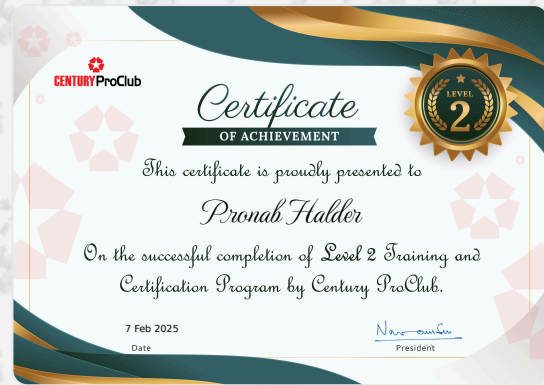 CENTURY ProClub
LEVEL
2
Certificate
OF ACHIEVEMENT
This certificate is proudly presented to
Pronab Halder
On the successful completion of Level 2 Training and
Certification Program by Century ProClub.
7 Feb 2025
Date
President